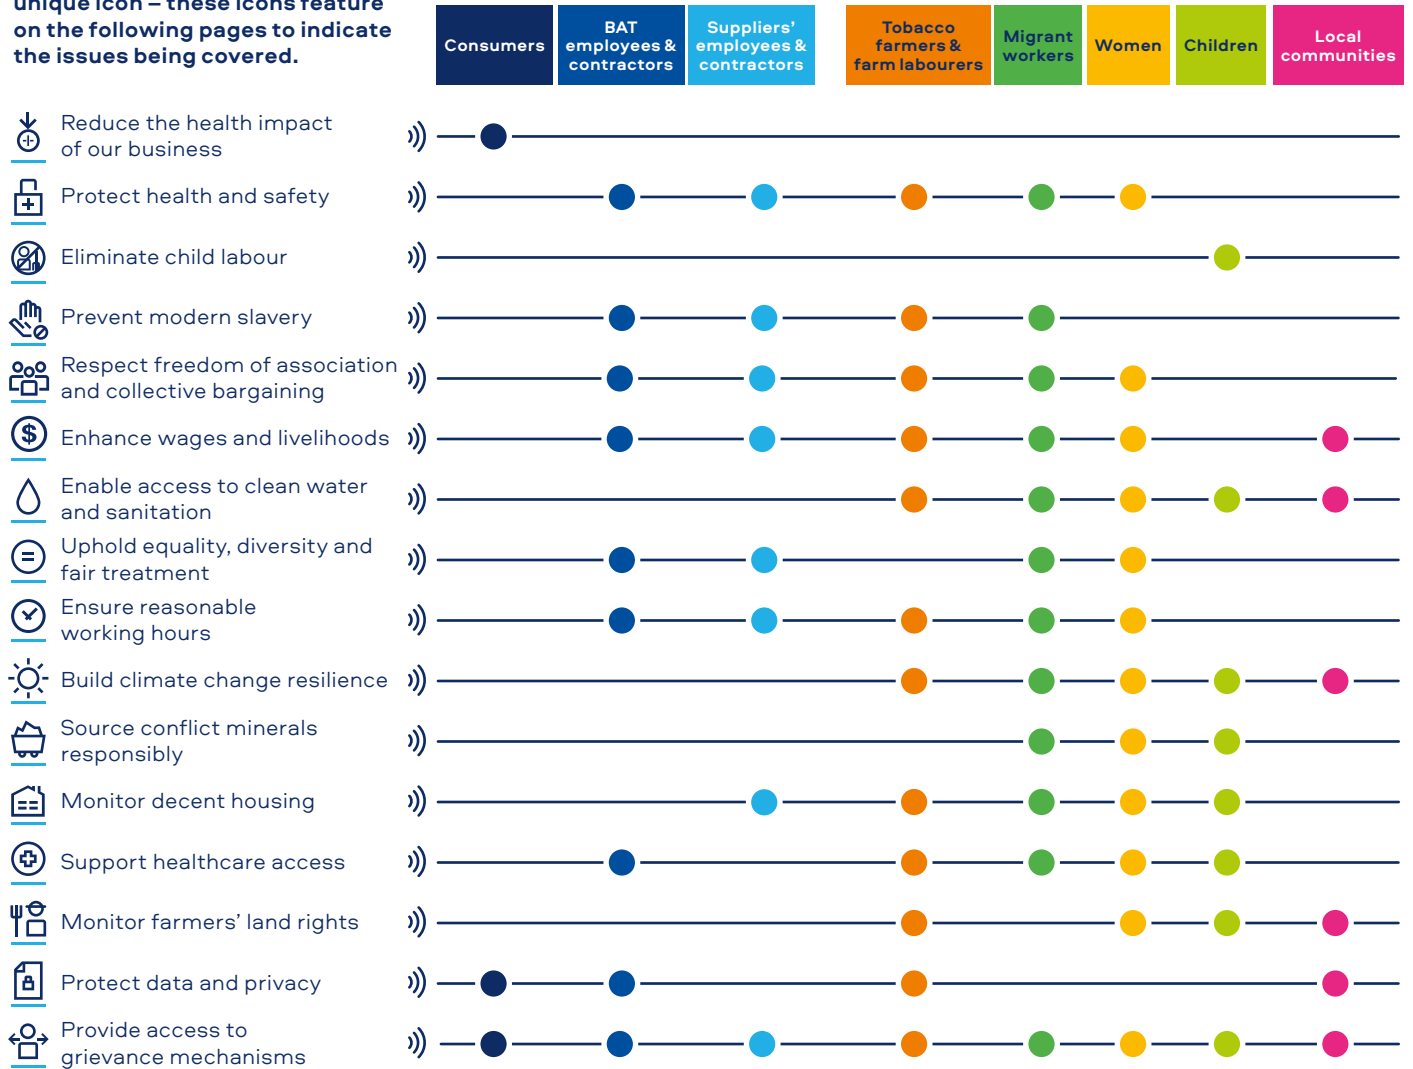 unique icon – these icons feature
on the following pages to indicate
the issues being covered.
Consumers
BAT
employees &
contractors
Suppliers’
employees &
contractors
Tobacco
farmers &
farm labourers
Migrant
workers
Women
Children
Local
communities
Reduce the health impact
of our business
Protect health and safety
Eliminate child labour
Prevent modern slavery
Respect freedom of association
and collective bargaining
$
Enhance wages and livelihoods
Enable access to clean water
and sanitation
Uphold equality, diversity and
fair treatment
Ensure reasonable
working hours
Build climate change resilience
Source conflict minerals
responsibly
Monitor decent housing
Support healthcare access
Monitor farmers’ land rights
Protect data and privacy
Provide access to
grievance mechanisms